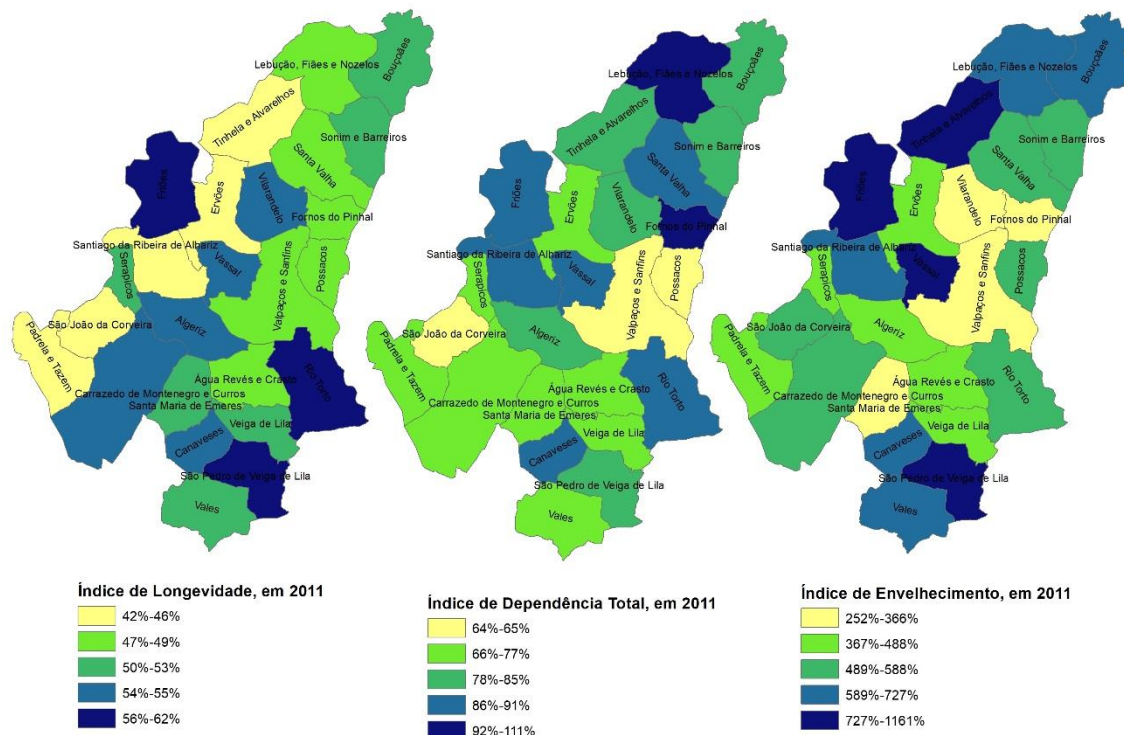 Lebução, Fiães e Nozelos
Bouçoães
Tinhela e Alvarelhos
Sonim e Barreiros
Santa Valha
Friões
Ervões
Vilarandelo
Fornos do Pinhal
Santiago da Ribeira de Albariz
Serapicos
Vassal
Valpaços e Sanfins
Possacos
São João da Corveira
Algeriz
Padrela e Tazem
Água Revés e Crasto
Rio Torto
Carrazedo de Montenegro e Curros
Santa Maria de Emeres
Veiga de Lila
Canaveses
São Pedro de Veiga de Lila
Vales
Índice de Longevidade, em 2011
42%-46%
47%-49%
50%-53%
54%-55%
56%-62%
Lebução, Fiães e Nozelos
Bouçoães
Tinhela e Alvarelhos
Sonim e Barreiros
Santa Valha
Friões
Ervões
Vilarandelo
Fornos do Pinhal
Santiago da Ribeira de Albariz
Serapicos
Vassal
Valpaços e Sanfins
Possacos
São João da Corveira
Algeriz
Padrela e Tazem
Água Revés e Crasto
Rio Torto
Carrazedo de Montenegro e Curros
Santa Maria de Emeres
Veiga de Lila
Canaveses
São Pedro de Veiga de Lila
Vales
Índice de Dependência Total, em 2011
64%-65%
66%-77%
78%-85%
86%-91%
92%-111%
Lebução, Fiães e Nozelos
Bouçoães
Tinhela e Alvarelhos
Sonim e Barreiros
Santa Valha
Friões
Ervões
Vilarandelo
Fornos do Pinhal
Santiago da Ribeira de Albariz
Serapicos
Vassal
Valpaços e Sanfins
Possacos
São João da Corveira
Algeriz
Padrela e Tazem
Água Revés e Crasto
Rio Torto
Carrazedo de Montenegro e Curros
Santa Maria de Emeres
Veiga de Lila
Canaveses
São Pedro de Veiga de Lila
Vales
Índice de Envelhecimento, em 2011
252%-366%
367%-488%
489%-588%
589%-727%
727%-1161%